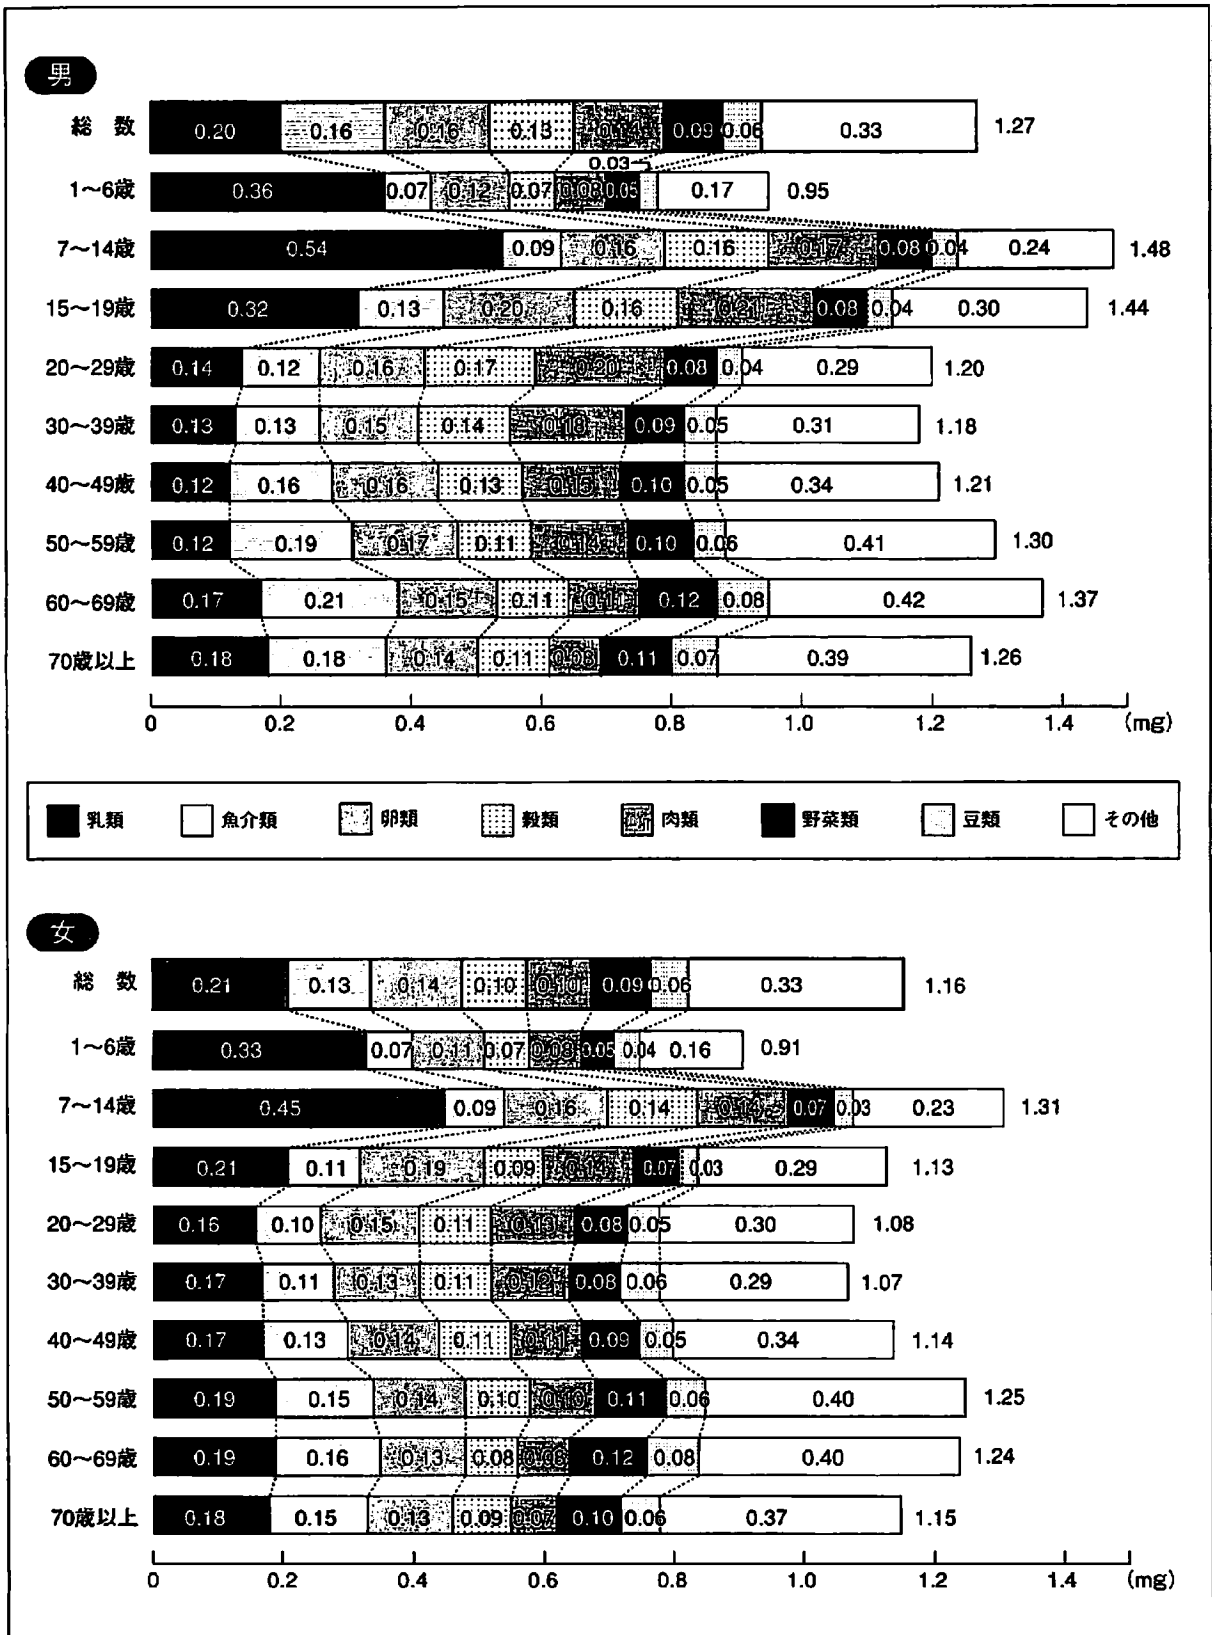 男
総数 0.20 0.16 0.16 0.13 0.14 0.09 0.06 0.33 1.27
0.03
1〜6歳 0.36 0.07 0.12 0.07 0.08 0.05 0.17 0.95
7〜14歳 0.54 0.09 0.16 0.16 0.17 0.08 0.04 0.24 1.48
15〜19歳 0.32 0.13 0.20 0.16 0.21 0.08 0.04 0.30 1.44
20〜29歳 0.14 0.12 0.16 0.17 0.20 0.08 0.04 0.29 1.20
30〜39歳 0.13 0.13 0.15 0.14 0.18 0.09 0.05 0.31 1.18
40〜49歳 0.12 0.16 0.16 0.13 0.15 0.10 0.05 0.34 1.21
50〜59歳 0.12 0.19 0.17 0.11 0.14 0.10 0.06 0.41 1.30
60〜69歳 0.17 0.21 0.15 0.11 0.11 0.12 0.08 0.42 1.37
70歳以上 0.18 0.18 0.14 0.11 0.08 0.11 0.07 0.39 1.26
0 0.2 0.4 0.6 0.8 1.0 1.2 1.4 (mg)
乳類 魚介類 卵類 穀類 肉類 野菜類 豆類 その他
女
総数 0.21 0.13 0.14 0.10 0.10 0.09 0.06 0.33 1.16
1〜6歳 0.33 0.07 0.11 0.07 0.08 0.05 0.04 0.16 0.91
7〜14歳 0.45 0.09 0.16 0.14 0.14 0.07 0.03 0.23 1.31
15〜19歳 0.21 0.11 0.19 0.09 0.14 0.07 0.03 0.29 1.13
20〜29歳 0.16 0.10 0.15 0.11 0.13 0.08 0.05 0.30 1.08
30〜39歳 0.17 0.11 0.13 0.11 0.12 0.08 0.06 0.29 1.07
40〜49歳 0.17 0.13 0.14 0.11 0.11 0.09 0.05 0.34 1.14
50〜59歳 0.19 0.15 0.14 0.10 0.10 0.11 0.06 0.40 1.25
60〜69歳 0.19 0.16 0.13 0.08 0.08 0.12 0.08 0.40 1.24
70歳以上 0.18 0.15 0.13 0.09 0.07 0.10 0.06 0.37 1.15
0 0.2 0.4 0.6 0.8 1.0 1.2 1.4 (mg)